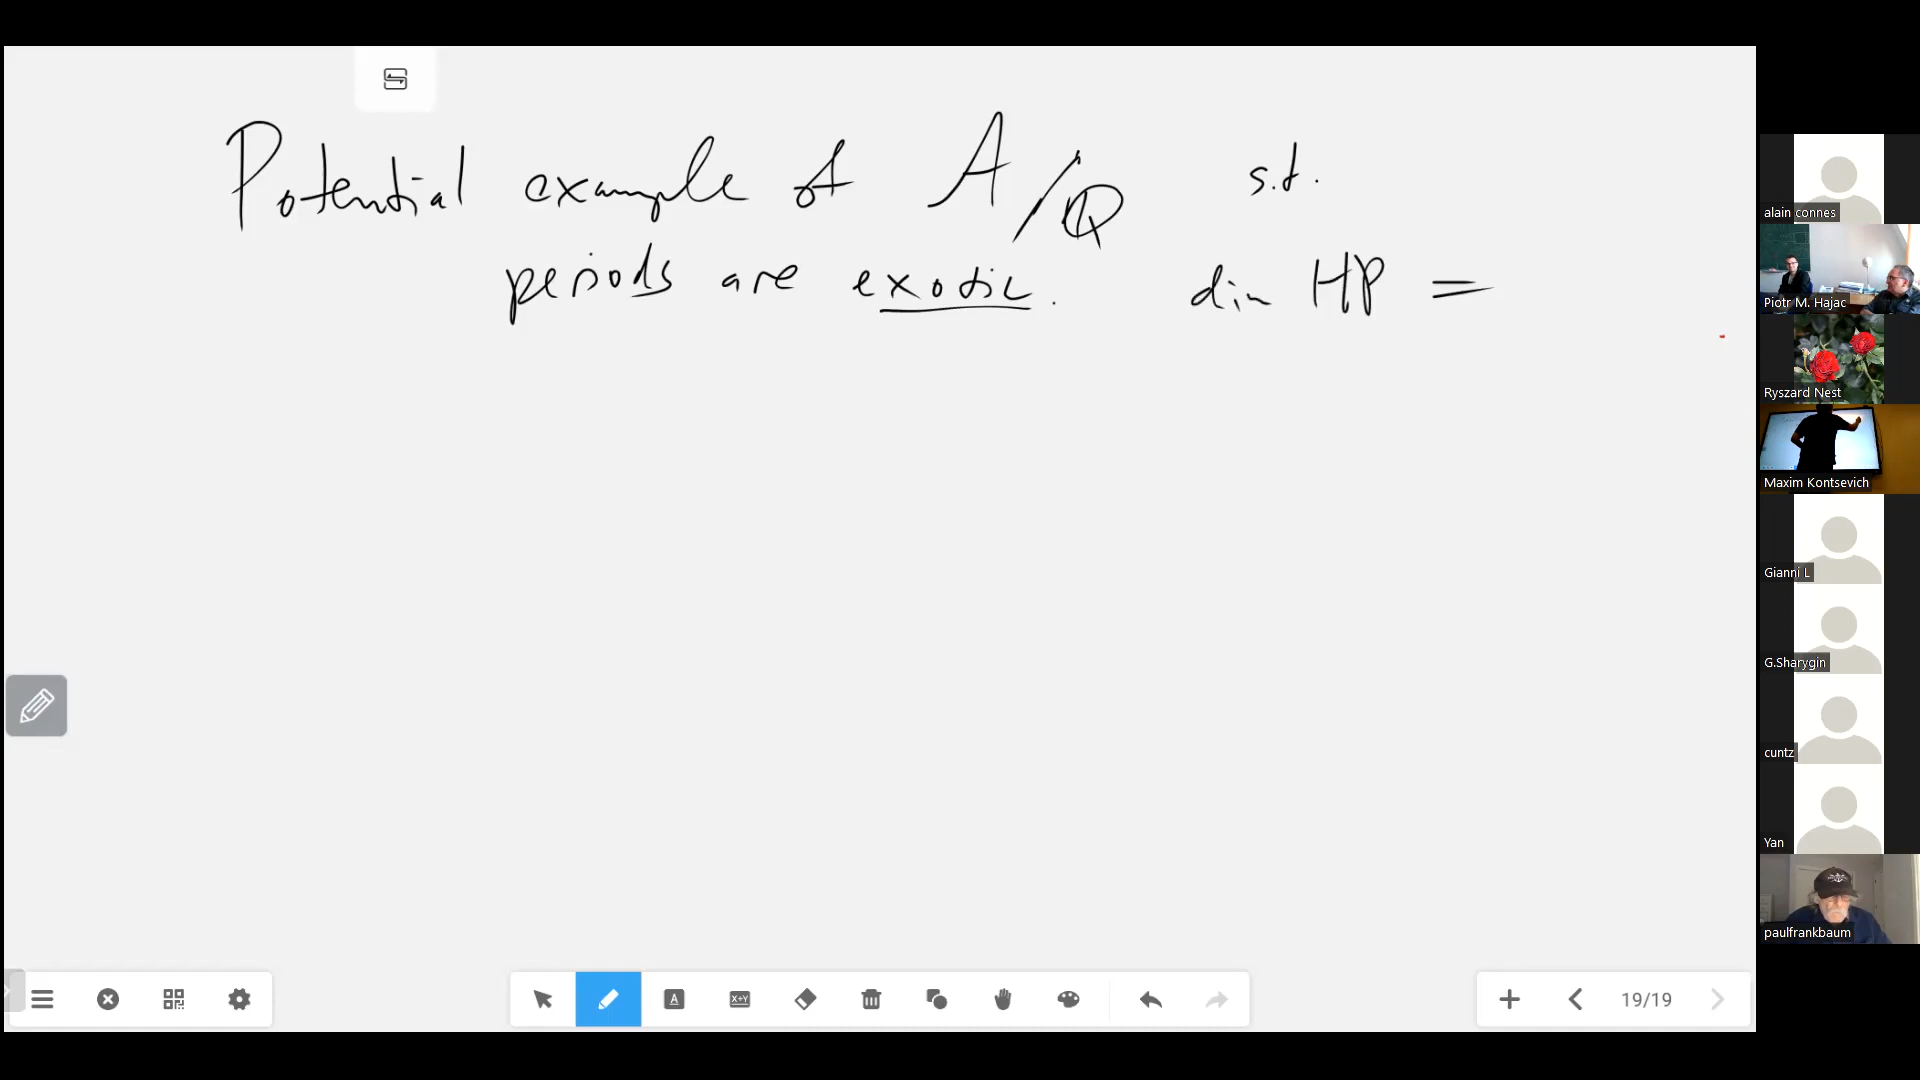 Potential example of A/Q s.t.
periods are exotic. dim HP =
alain connes
Piotr M. Hajac
Ryszard Nest
Maxim Kontsevich
Gianni L
G.Sharygin
cuntz
Yan
paulfrankbaum
A
X+Y
19/19